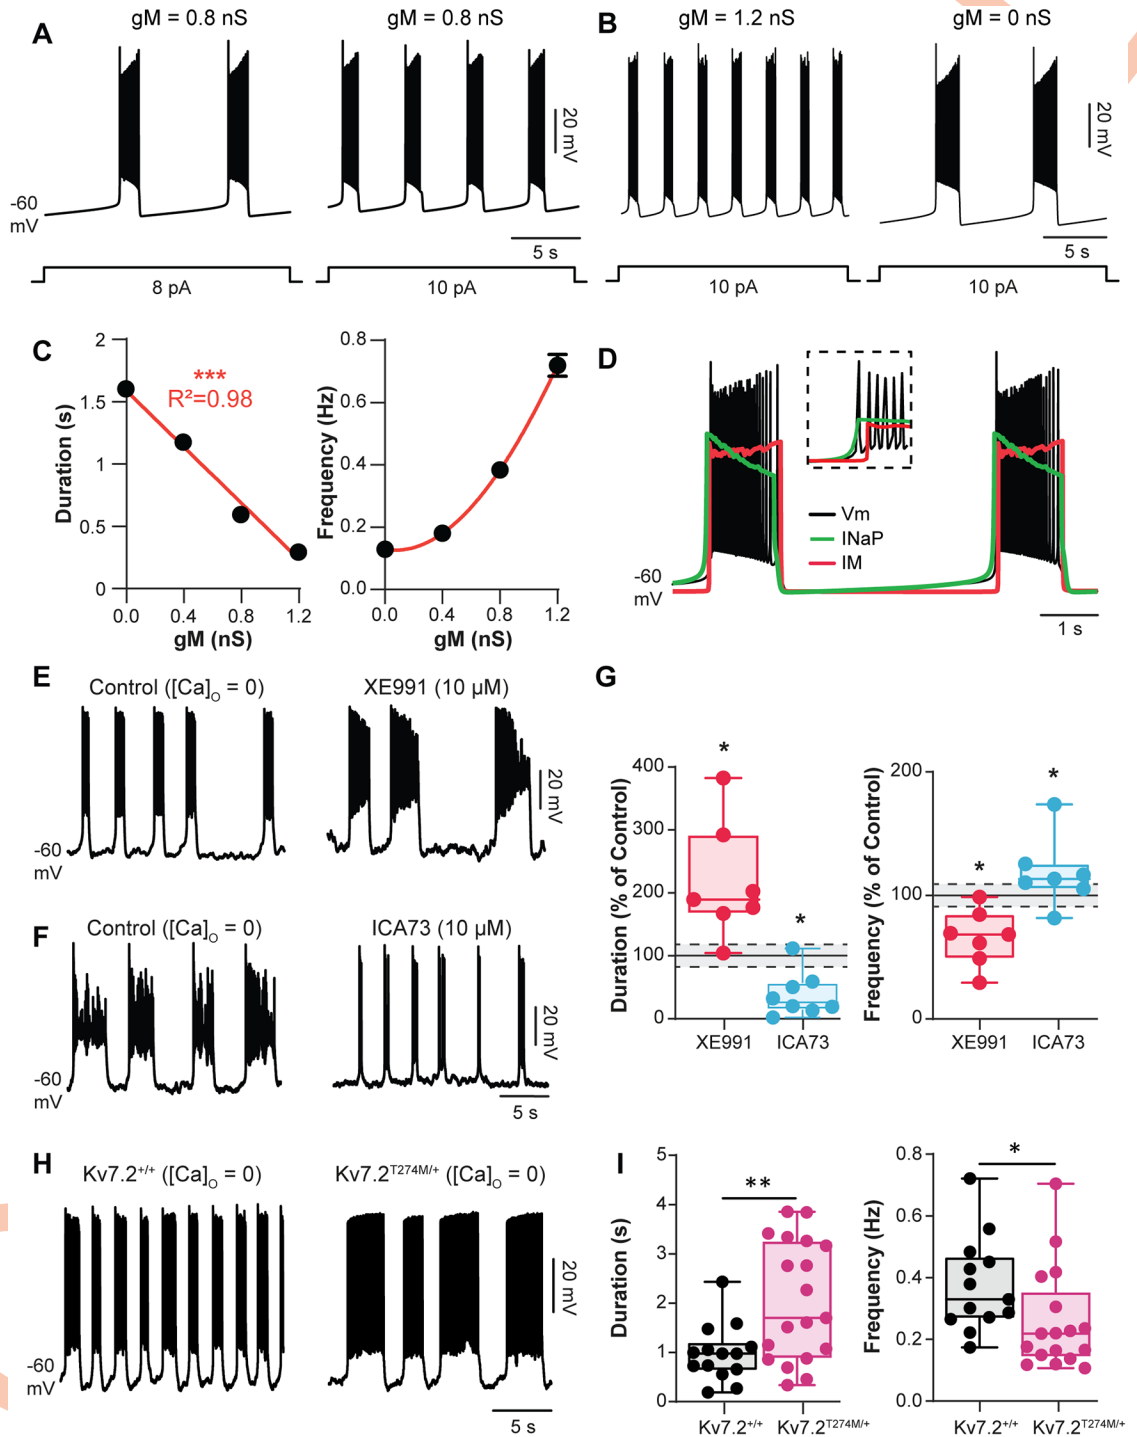 A
gM = 0.8 nS
gM = 0.8 nS
20 mV
-60
mV
5 s
8 pA
10 pA
B
gM = 1.2 nS
gM = 0 nS
20 mV
5 s
10 pA
10 pA
C
2
1.5
1
0.5
0
Duration (s)
***
R²=0.98
0.0
0.4
0.8
1.2
gM (nS)
0.8
0.6
0.4
0.2
0.0
Frequency (Hz)
0.0
0.4
0.8
1.2
gM (nS)
D
Vm
INaP
IM
-60
mV
1 s
E
Control ([Ca]O = 0)
XE991 (10 µM)
20 mV
-60
mV
F
Control ([Ca]O = 0)
ICA73 (10 µM)
20 mV
-60
mV
5 s
G
400
300
200
100
0
Duration (% of Control)
*
*
XE991
ICA73
200
100
0
Frequency (% of Control)
*
*
XE991
ICA73
H
Kv7.2+/+ ([Ca]O = 0)
Kv7.2T274M/+ ([Ca]O = 0)
20 mV
-60
mV
5 s
I
5
4
3
2
1
0
Duration (s)
**
Kv7.2+/+
Kv7.2T274M/+
0.8
0.6
0.4
0.2
0.0
Frequency (Hz)
*
Kv7.2+/+
Kv7.2T274M/+